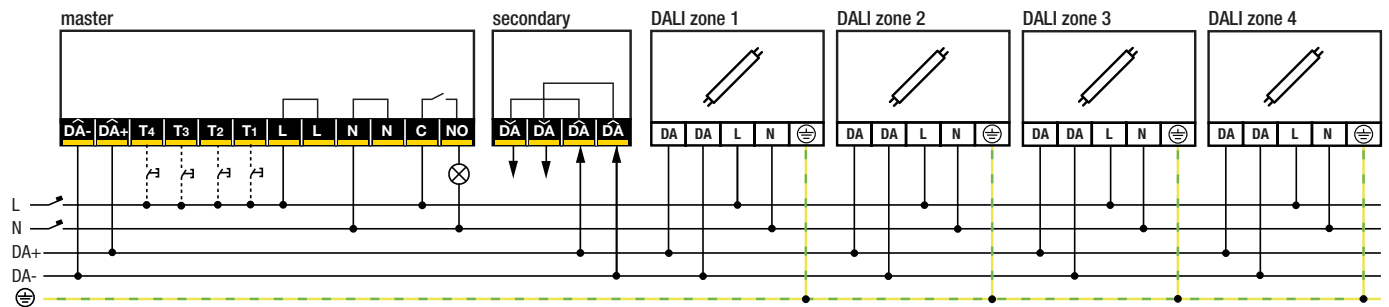 master secondary DALI zone 1 DALI zone 2 DALI zone 3 DALI zone 4
DA- DA+ T4 T3 T2 T1 L L N N C NO DA DA DA DA DA DA L N DA DA L N DA DA L N DA DA L N
L
N
DA+
DA-